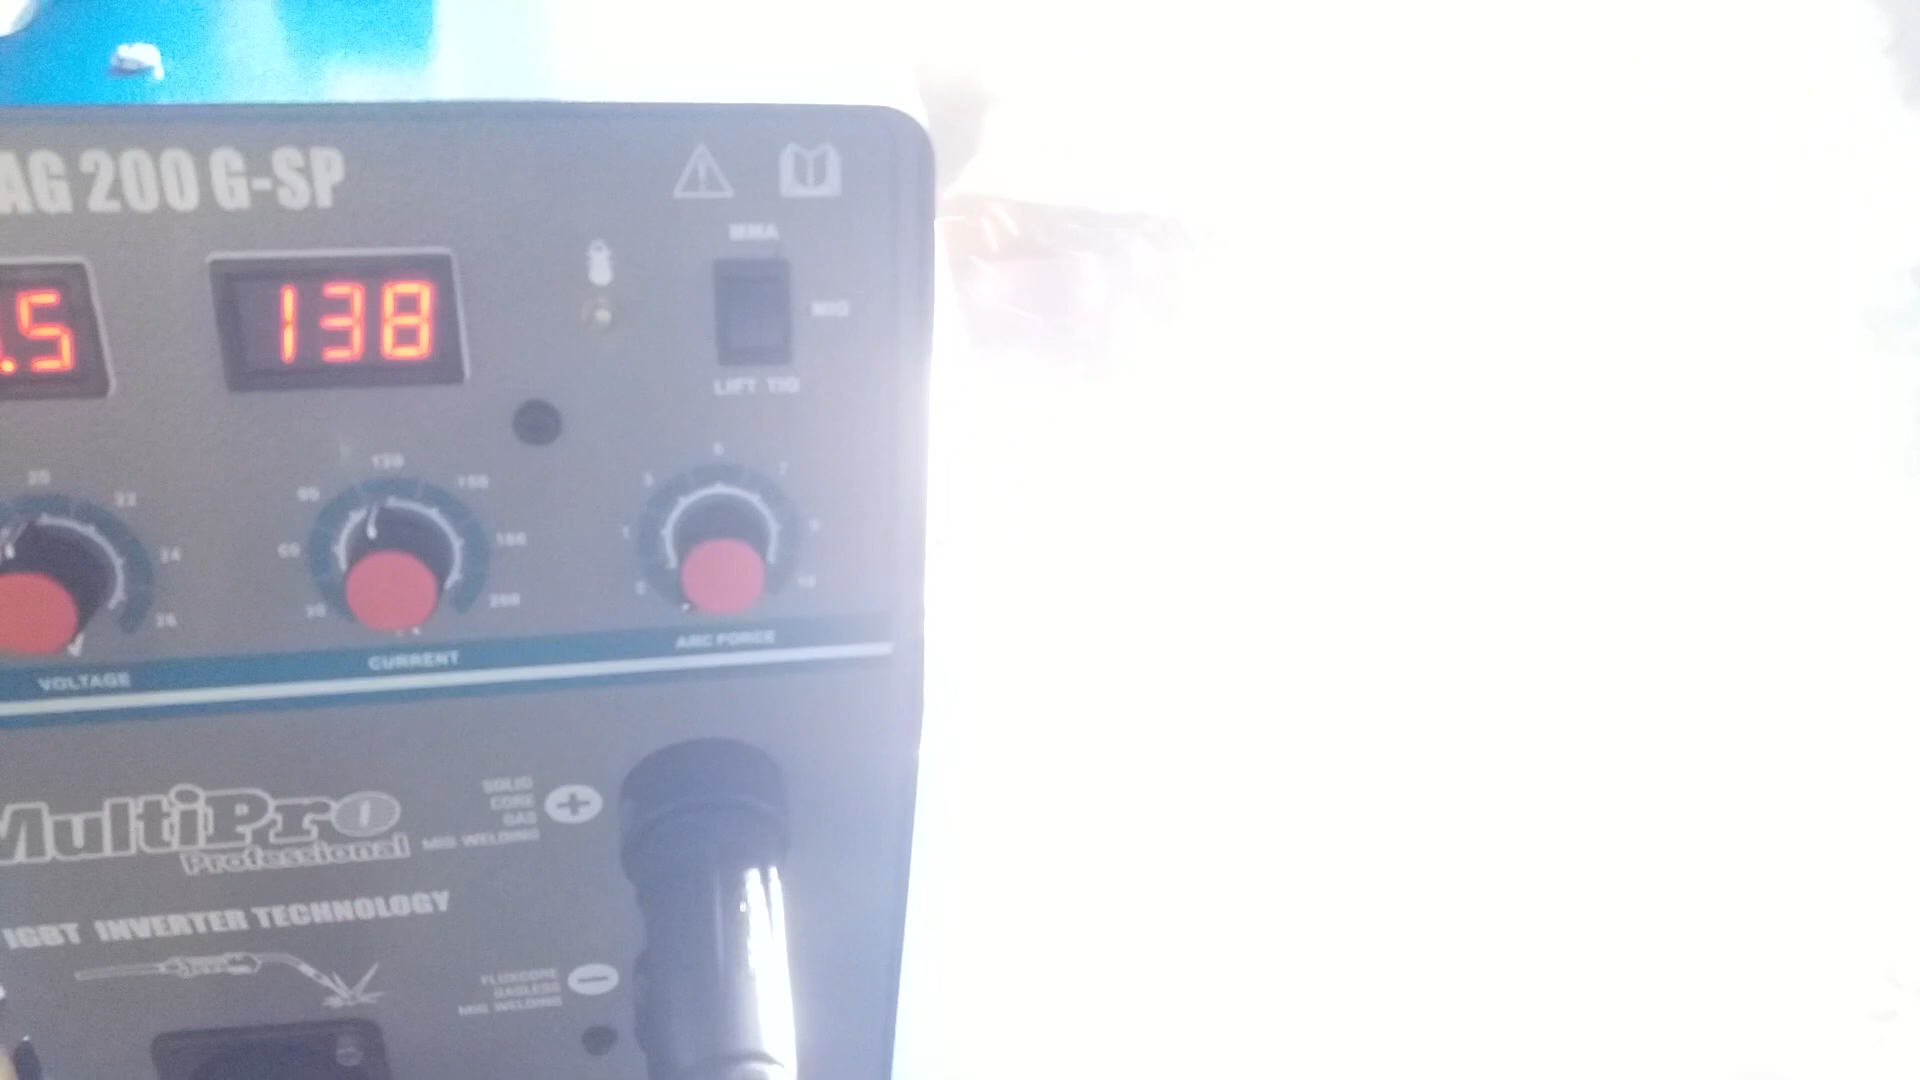 AG 200 G-SP
MMA
MIG
LIFT TIG
.5
138
20
22
24
26
VOLTAGE
30
60
90
120
150
180
200
CURRENT
0
1
3
5
7
9
10
ARC FORCE
MultiPro
Professional
SOLID
CORE
GAS
MIG WELDING
+
IGBT INVERTER TECHNOLOGY
FLUXCORE
GASLESS
MIG WELDING
−